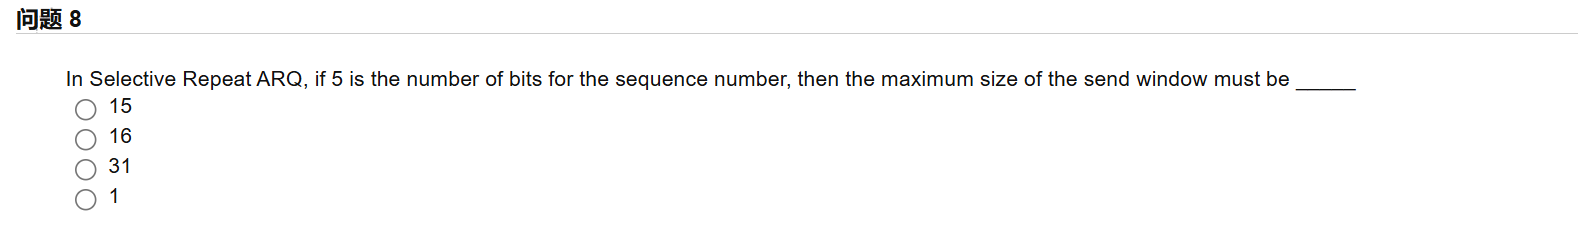 问题 8
In Selective Repeat ARQ, if 5 is the number of bits for the sequence number, then the maximum size of the send window must be ______
15
16
31
1